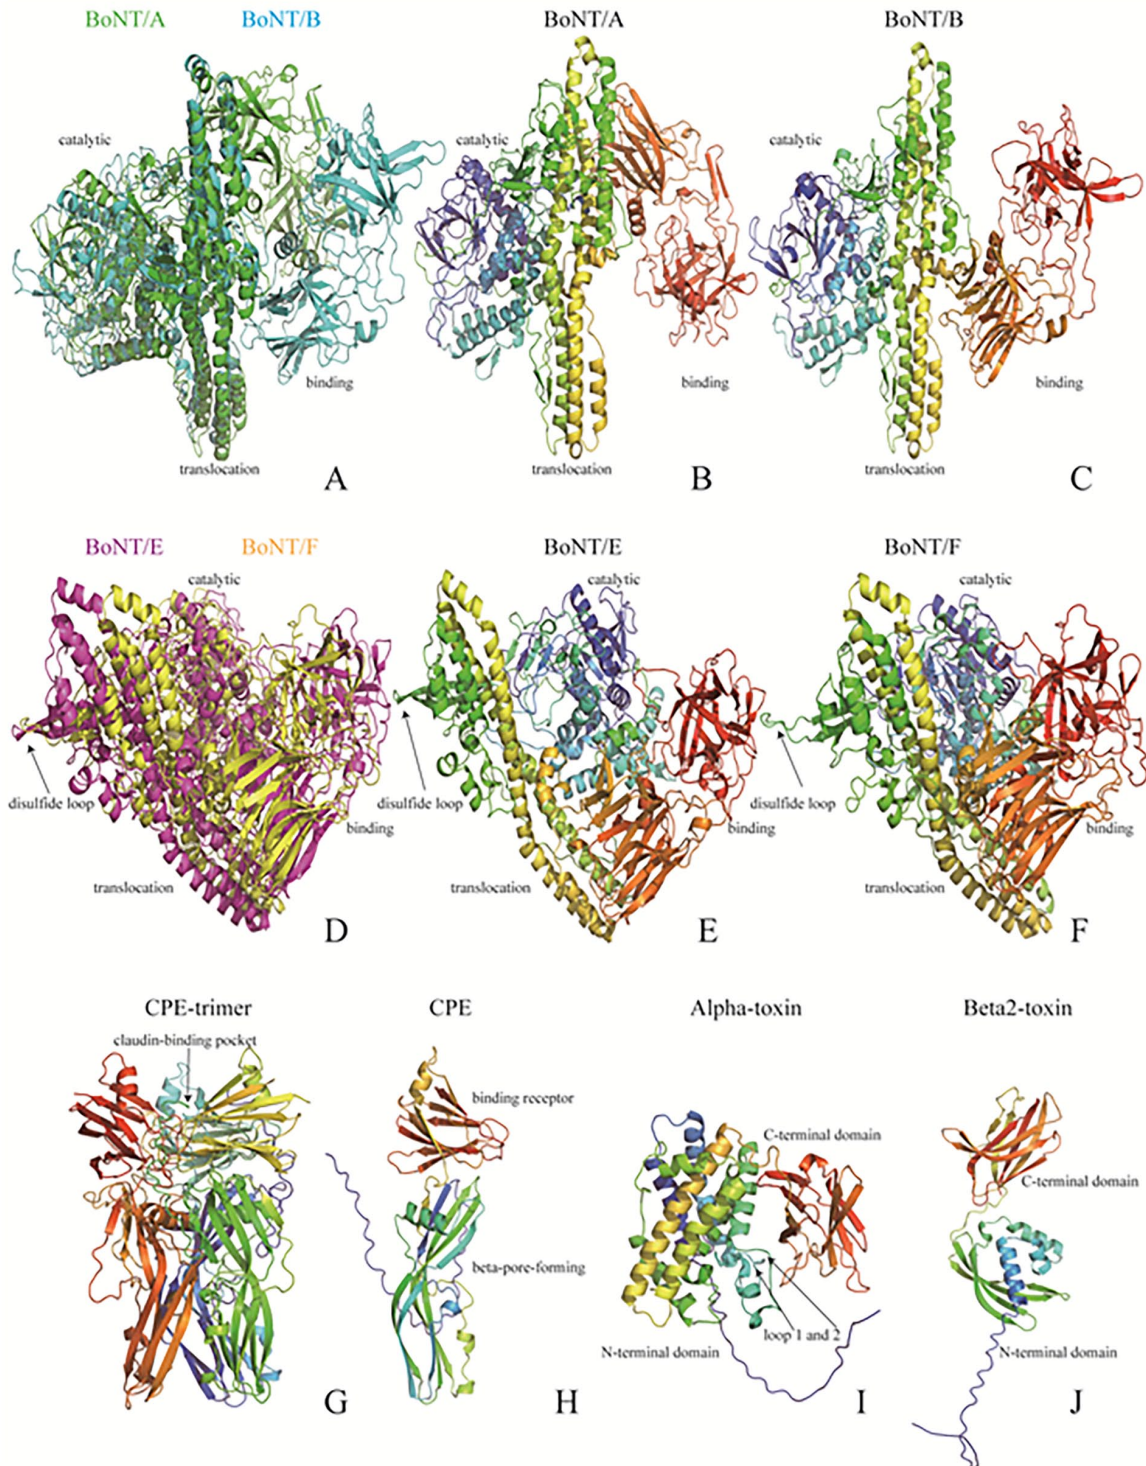 BoNT/A BoNT/B BoNT/A BoNT/B
catalytic catalytic catalytic
binding binding binding
translocation translocation translocation
A B C
BoNT/E BoNT/F BoNT/E BoNT/F
catalytic catalytic catalytic
disulfide loop disulfide loop disulfide loop
binding binding binding
translocation translocation translocation
D E F
CPE-trimer CPE Alpha-toxin Beta2-toxin
claudin-binding pocket
binding receptor
C-terminal domain
C-terminal domain
beta-pore-forming
loop 1 and 2
N-terminal domain N-terminal domain
G H I J